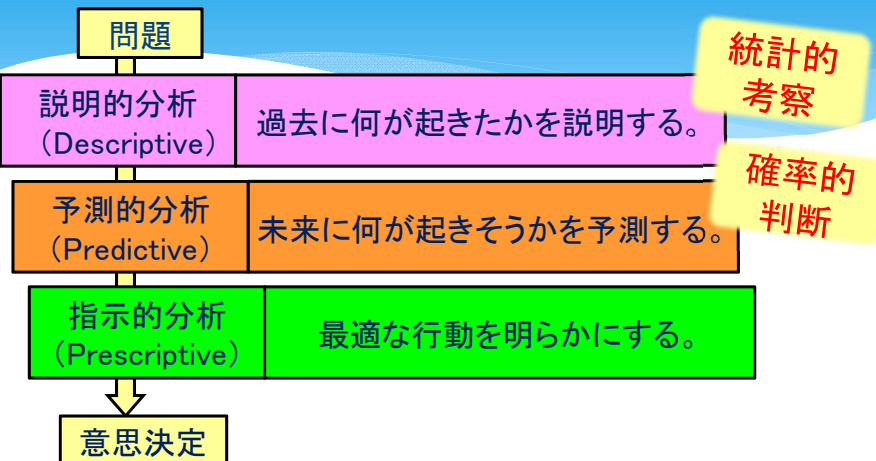 問題
統計的
考察
説明的分析
（Descriptive）
過去に何が起きたかを説明する。
確率的
判断
予測的分析
（Predictive）
未来に何が起きそうかを予測する。
指示的分析
（Prescriptive）
最適な行動を明らかにする。
意思決定